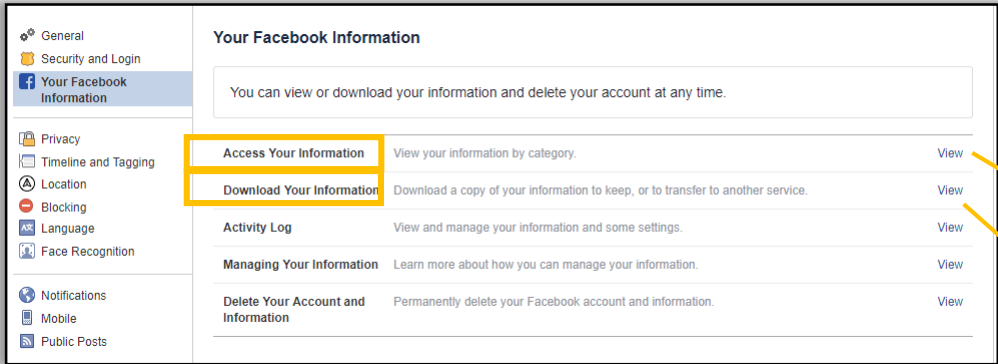 General
Security and Login
Your Facebook
Information
Privacy
Timeline and Tagging
Location
Blocking
Language
Face Recognition
Notifications
Mobile
Public Posts
Your Facebook Information
You can view or download your information and delete your account at any time.
Access Your Information View your information by category. View
Download Your Information Download a copy of your information to keep, or to transfer to another service. View
Activity Log View and manage your information and some settings. View
Managing Your Information Learn more about how you can manage your information. View
Delete Your Account and Permanently delete your Facebook account and information. View
Information